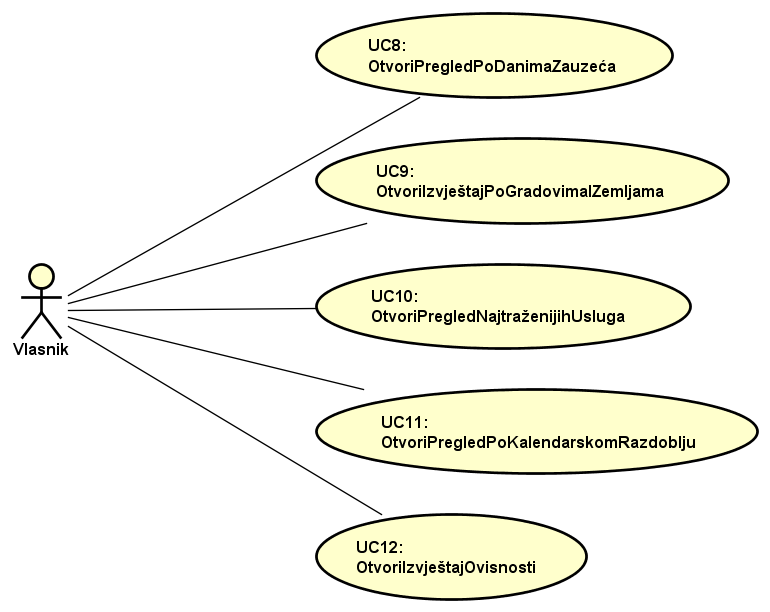 UC8:
OtvoriPregledPoDanimaZauzeća
UC9:
OtvoriIzvještajPoGradovimaIZemljama
UC10:
OtvoriPregledNajtraženijihUsluga
Vlasnik
UC11:
OtvoriPregledPoKalendarskomRazdoblju
UC12:
OtvoriIzvještajOvisnosti